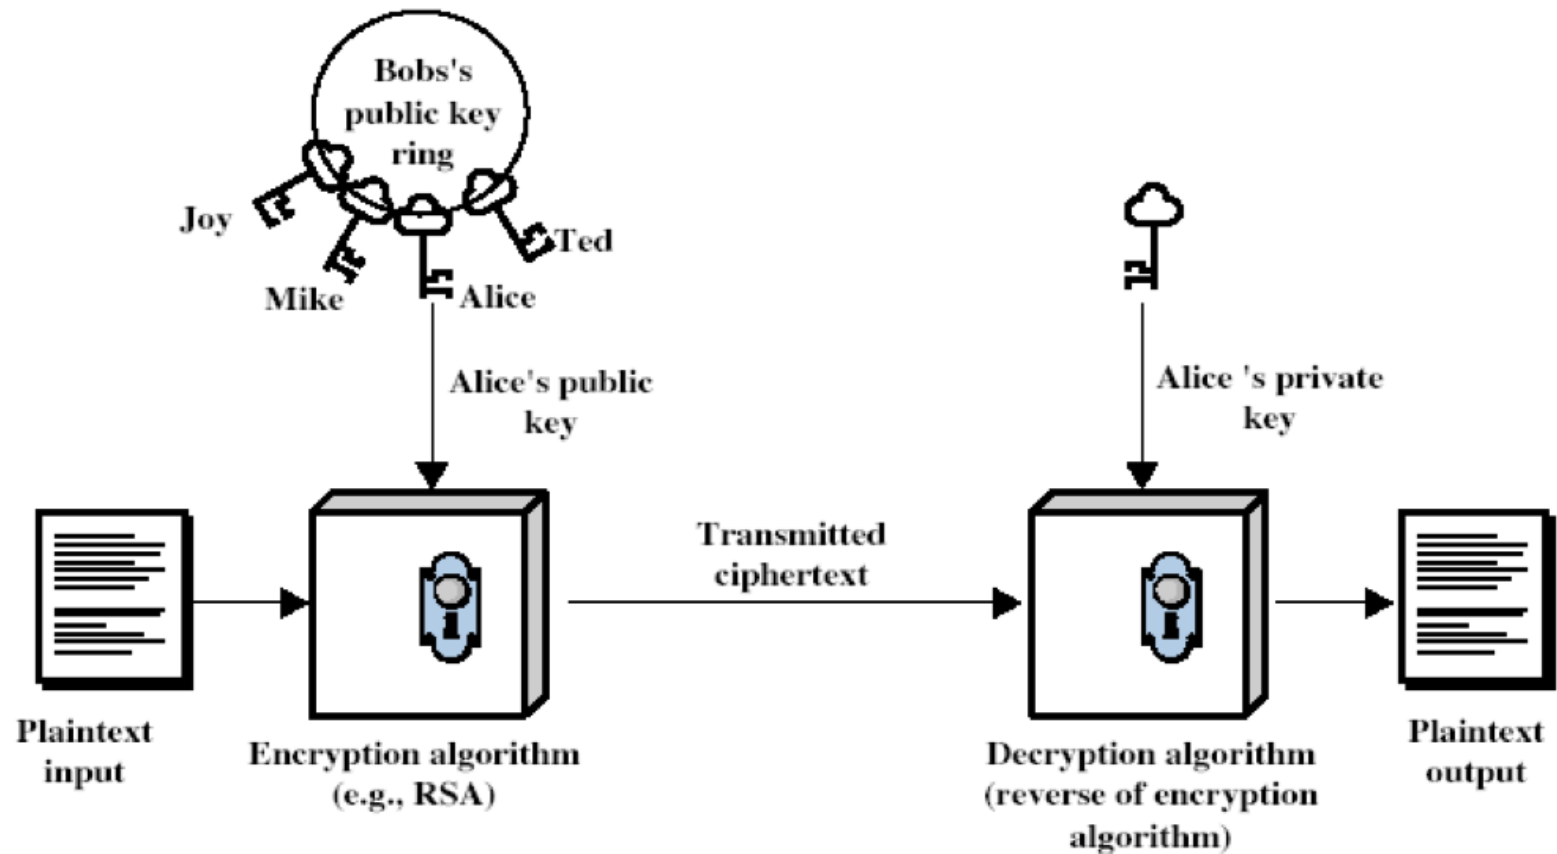 Bobs's
public key
ring
Joy
Ted
Mike
Alice
Alice's public
key
Alice 's private
key
Transmitted
ciphertext
Plaintext
input
Encryption algorithm
(e.g., RSA)
Decryption algorithm
(reverse of encryption
algorithm)
Plaintext
output